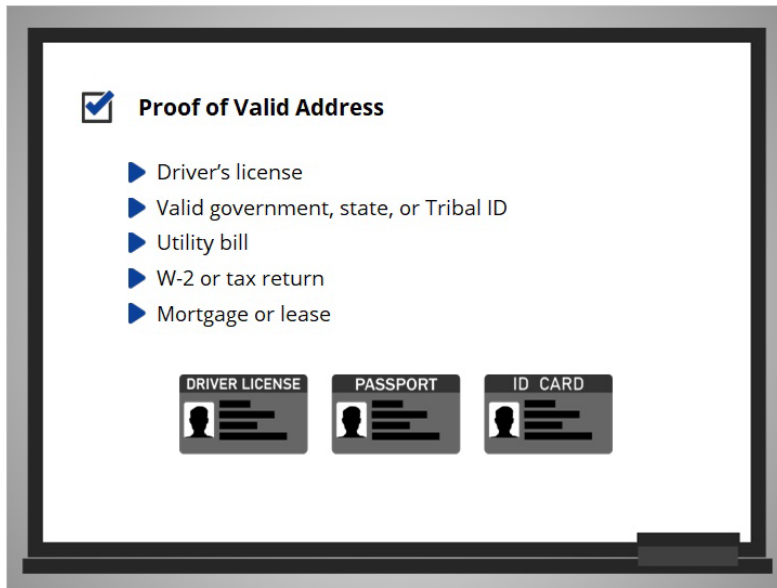 Proof of Valid Address
Driver’s license
Valid government, state, or Tribal ID
Utility bill
W-2 or tax return
Mortgage or lease
DRIVER LICENSE
PASSPORT
ID CARD